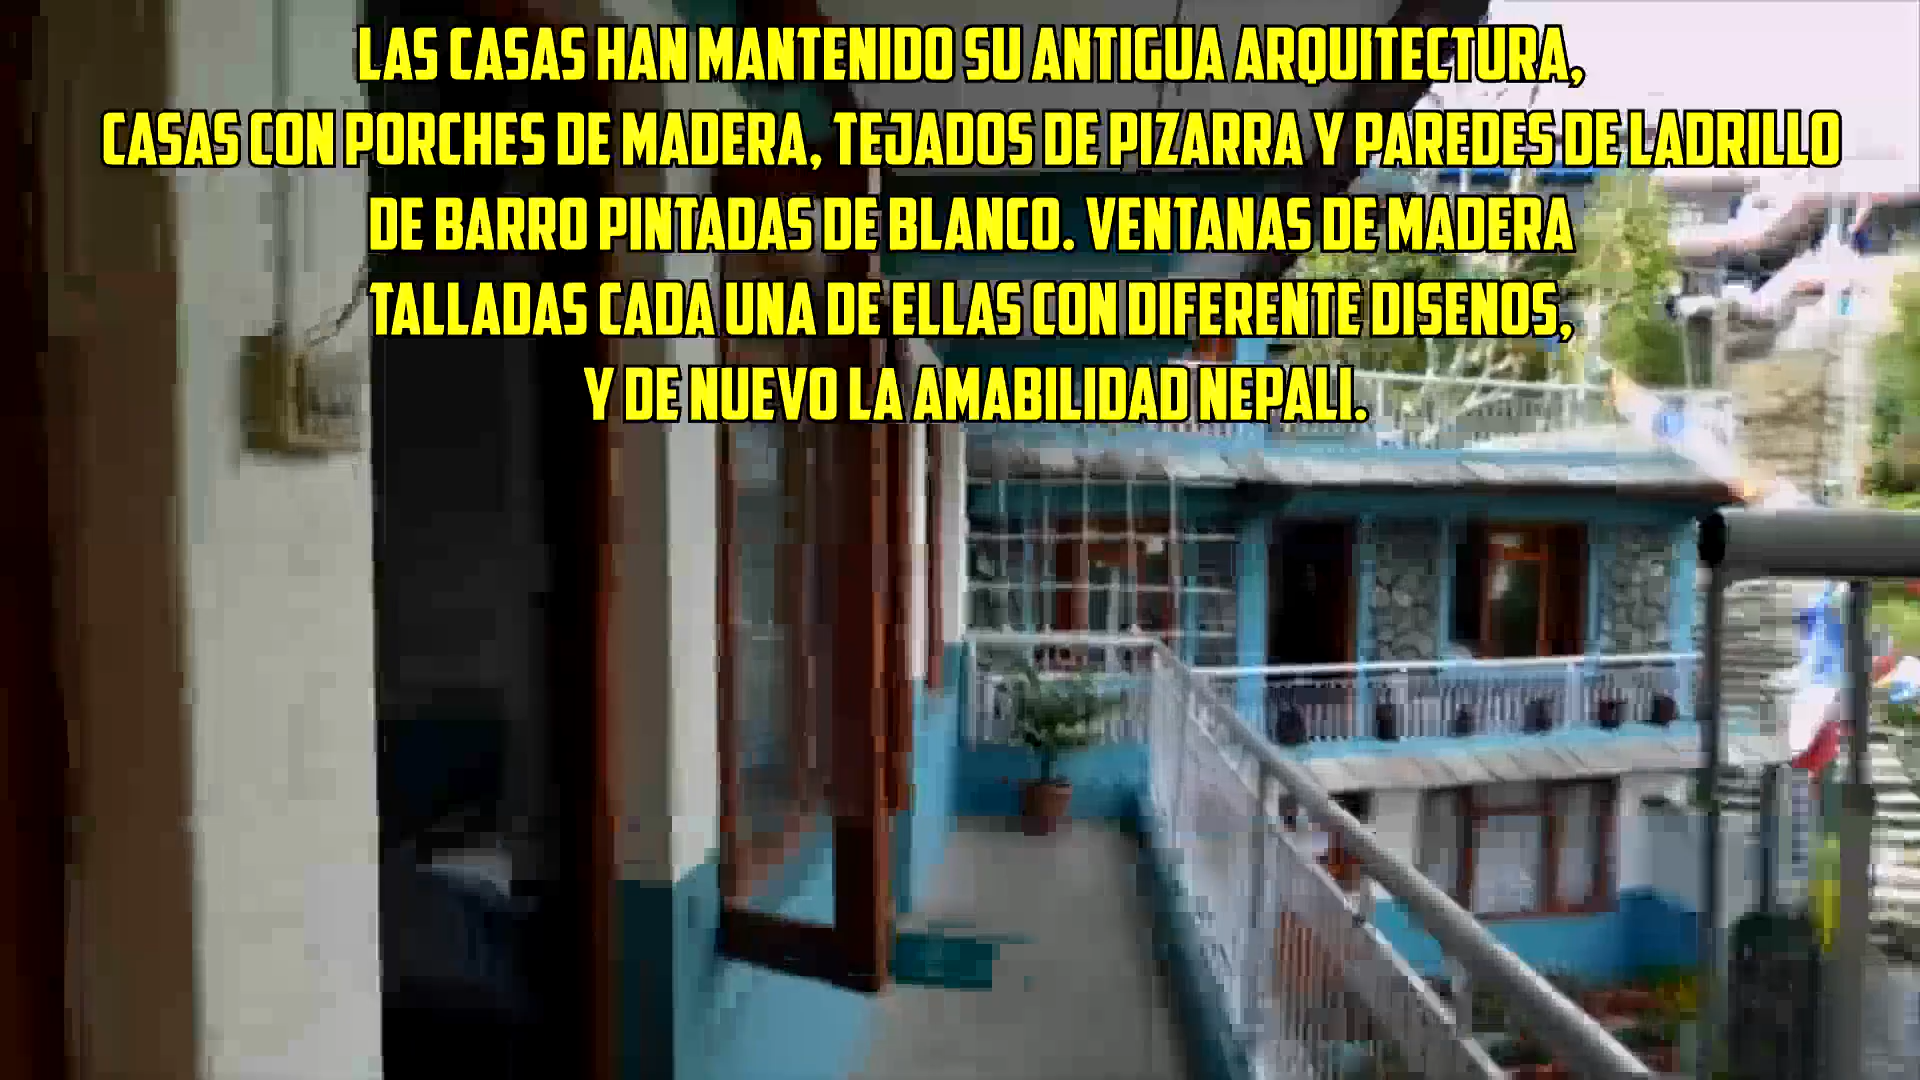 LAS CASAS HAN MANTENIDO SU ANTIGUA ARQUITECTURA,
CASAS CON PORCHES DE MADERA, TEJADOS DE PIZARRA Y PAREDES DE LADRILLO
DE BARRO PINTADAS DE BLANCO. VENTANAS DE MADERA
TALLADAS CADA UNA DE ELLAS CON DIFERENTE DISENOS,
Y DE NUEVO LA AMABILIDAD NEPALI.